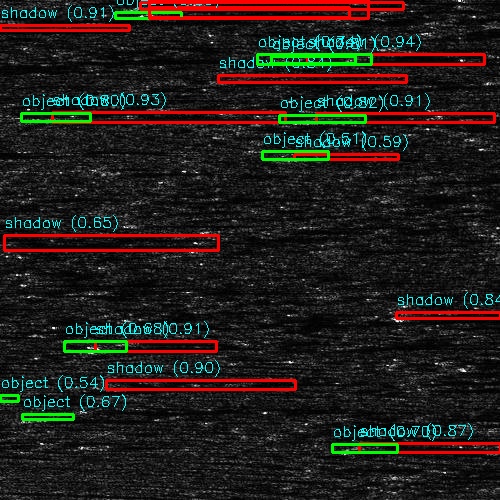 shadow (0.91)
shadow (0.94)
shadow (0.81)
object (0.80)
shadow (0.93)
shadow (0.91)
object (0.51)
shadow (0.59)
shadow (0.65)
shadow (0.84
object (0.68)
shadow (0.91)
shadow (0.90)
object (0.54)
object (0.67)
object (0.70)
shadow (0.87)